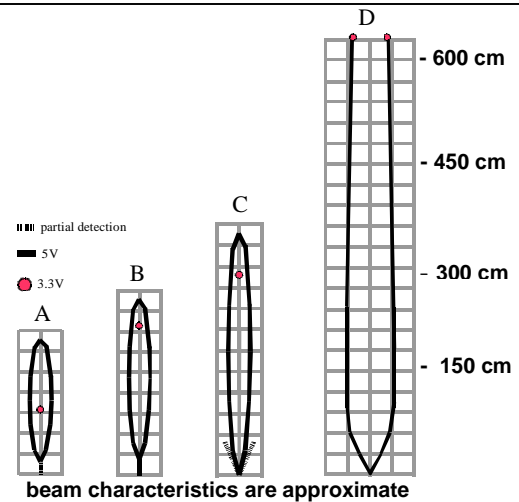 D
- 600 cm
- 450 cm
C
- 300 cm
partial detection
5V
3.3V
B
A
- 150 cm
beam characteristics are approximate